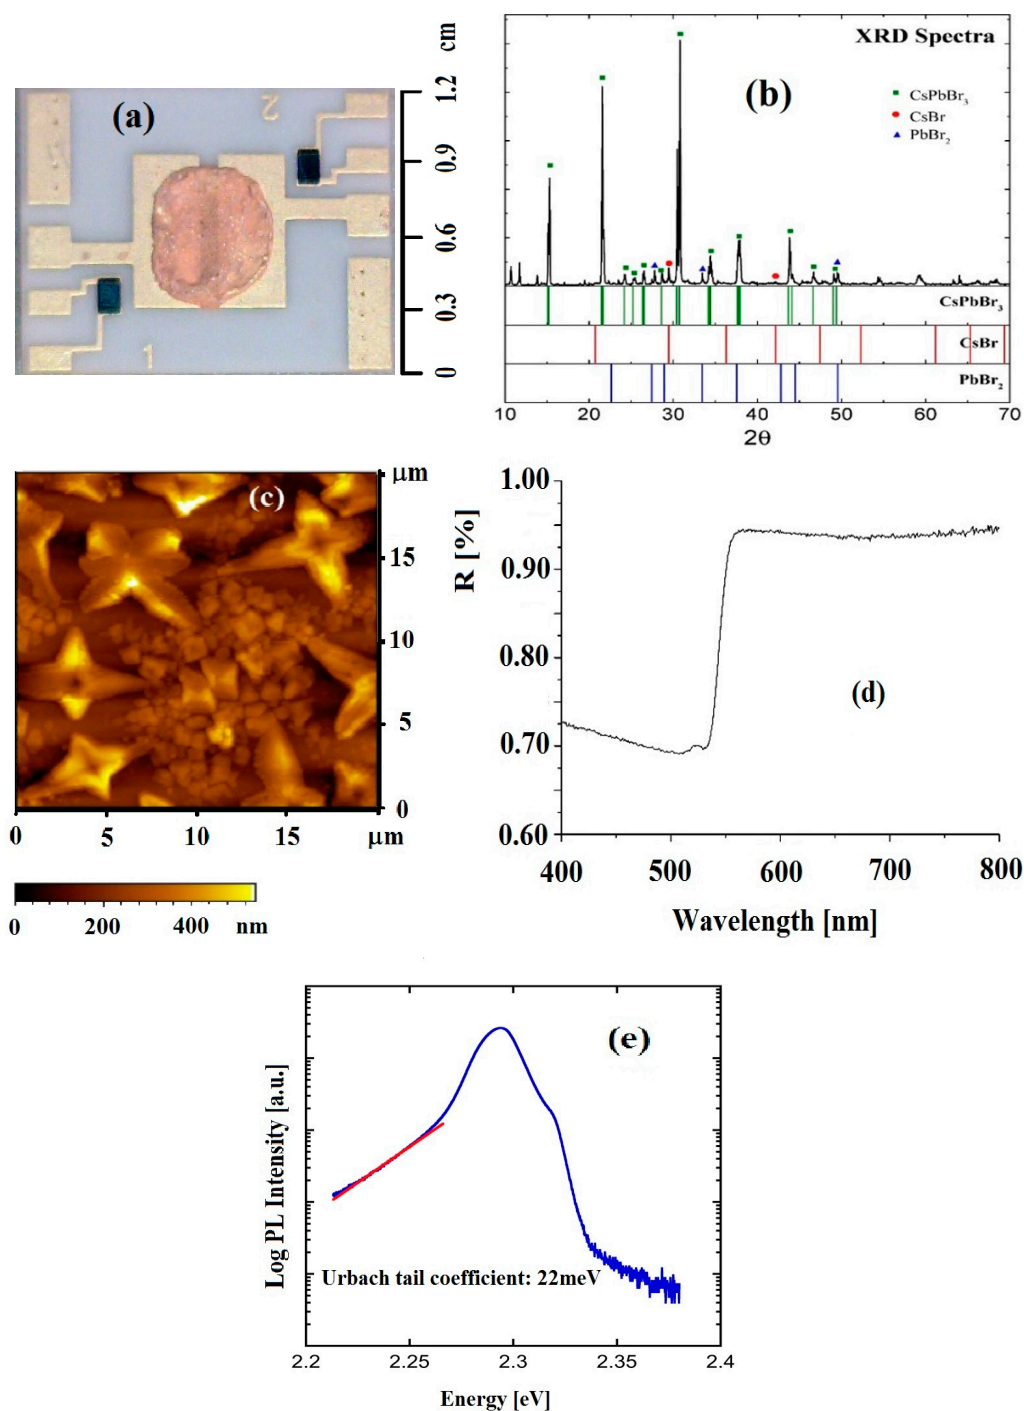 (a)
2
1
cm
1.2
0.9
0.6
0.3
0
XRD Spectra
(b)
CsPbBr₃
CsBr
PbBr₂
CsPbBr₃
CsBr
PbBr₂
10 20 30 40 50 60 70
2θ
(c)
μm
15
10
5
0
0 5 10 15 μm
0 200 400 nm
R [%]
1.00
0.90
0.80
0.70
0.60
(d)
400 500 600 700 800
Wavelength [nm]
(e)
Log PL Intensity [a.u.]
Urbach tail coefficient: 22meV
2.2 2.25 2.3 2.35 2.4
Energy [eV]